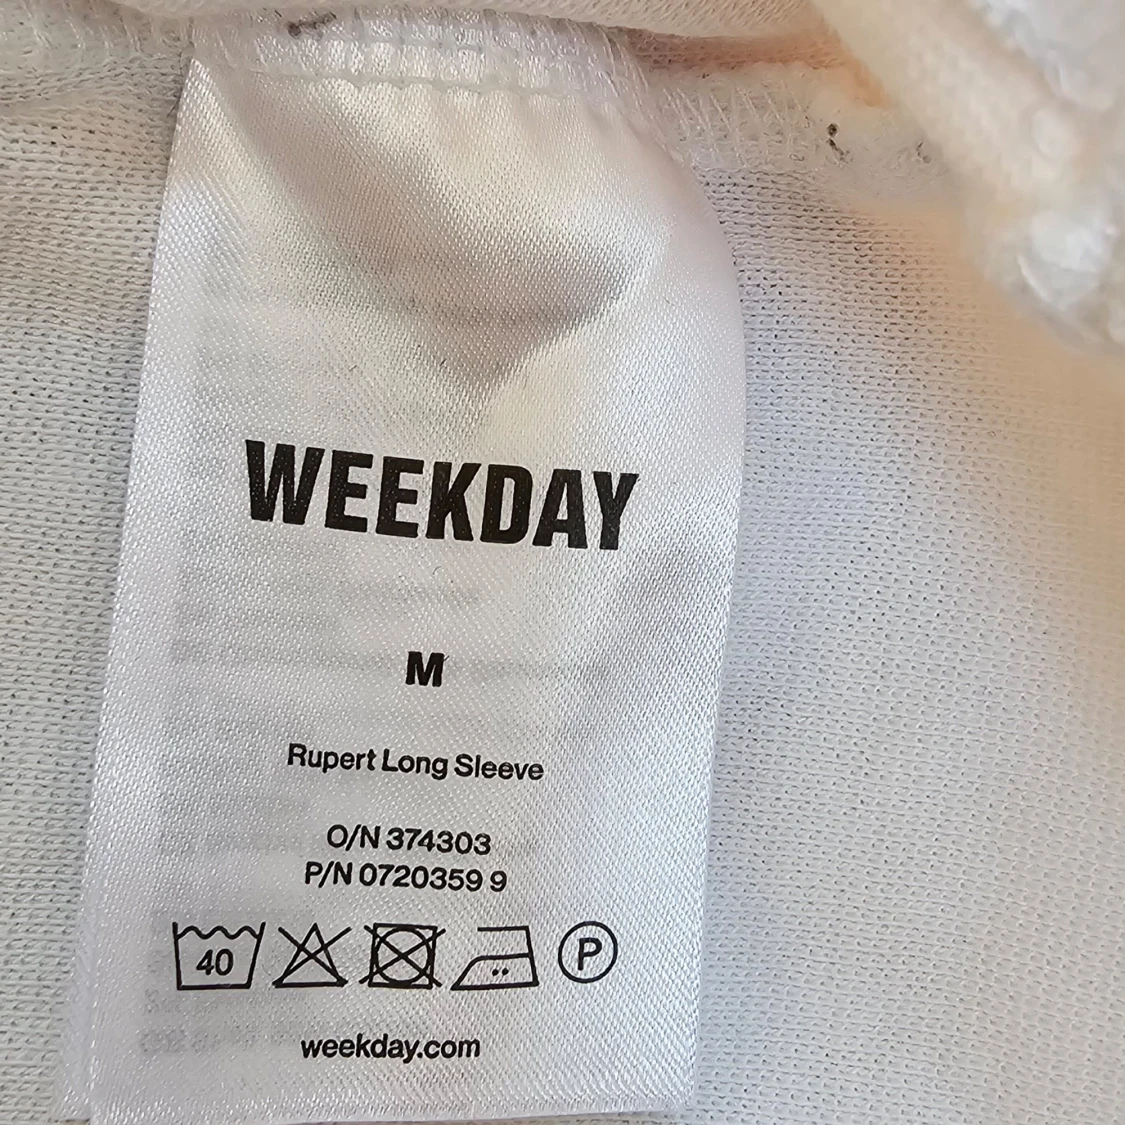 WEEKDAY
M
Rupert Long Sleeve
O/N 374303
P/N 0720359 9
40 P
weekday.com